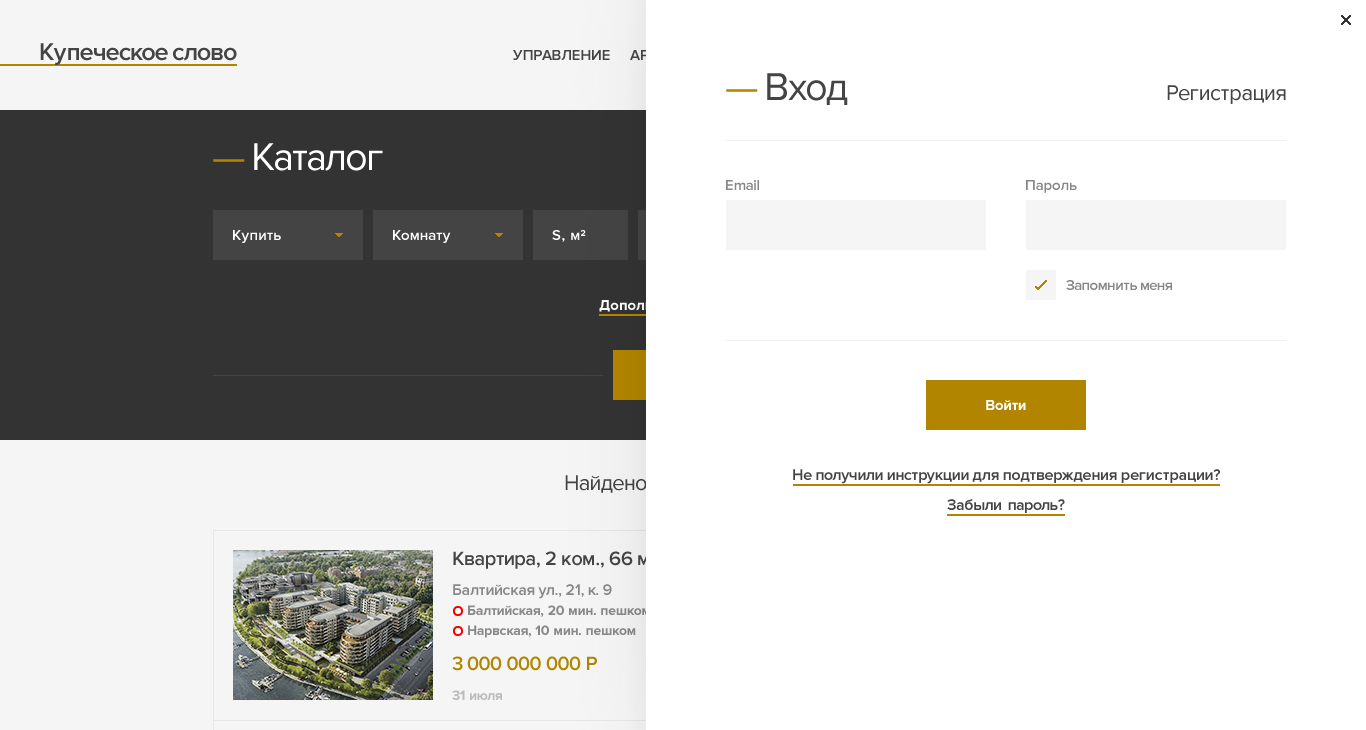 Купеческое слово
УПРАВЛЕНИЕ
— Каталог
Купить
Комнату
S, м²
Найдено
Квартира, 2 ком., 66
Балтийская ул., 21, к. 9
Балтийская, 20 мин. пешком
Нарвская, 10 мин. пешком
3 000 000 000 Р
31 июля
— Вход
Регистрация
Email
Пароль
Запомнить меня
Войти
Не получили инструкции для подтверждения регистрации?
Забыли пароль?